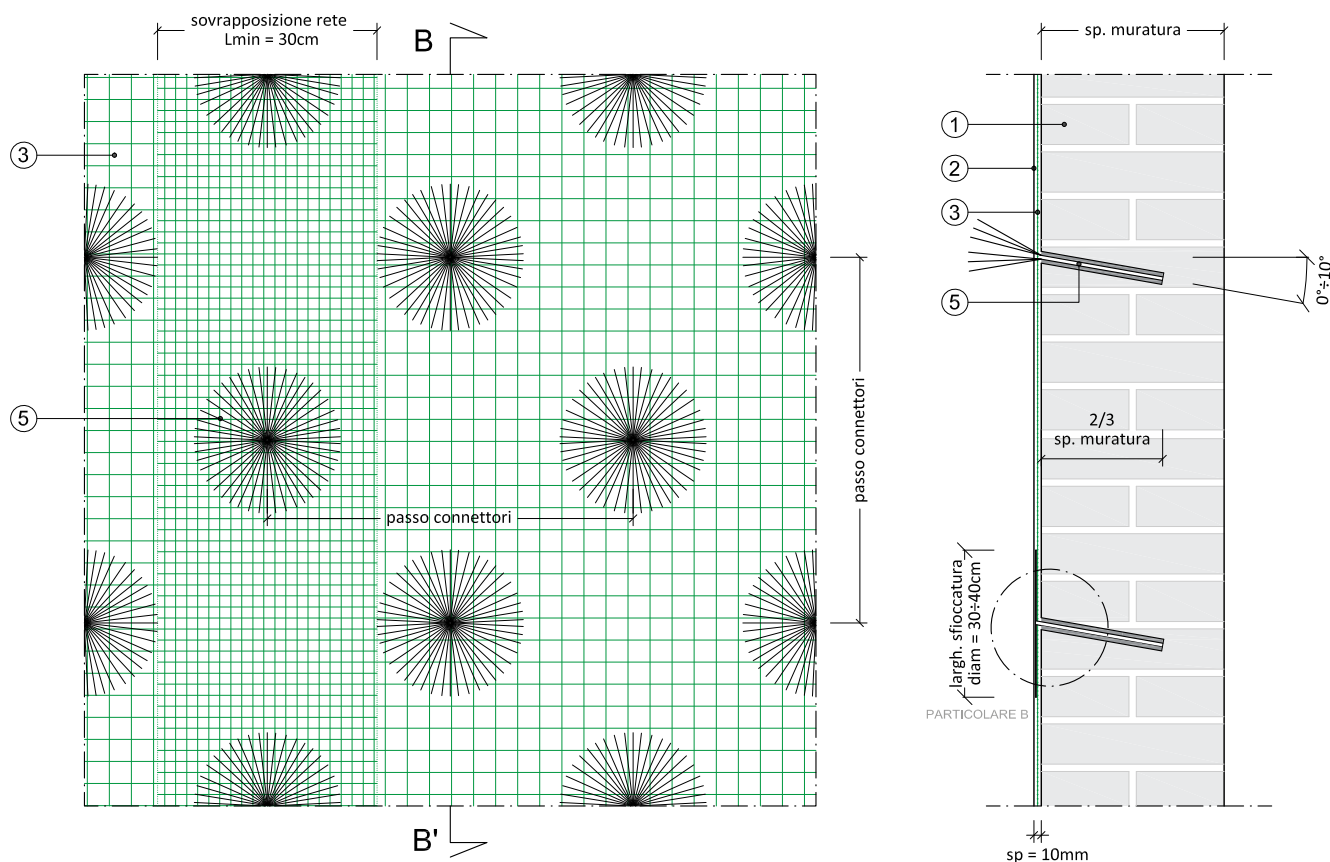 sovrapposizione rete
Lmin = 30cm
B
3
5
passo connettori
passo connettori
B'
sp. muratura
1
2
3
5
0°÷10°
2/3
sp. muratura
largh. sfioccatura
diam = 30÷40cm
PARTICOLARE B
sp = 10mm